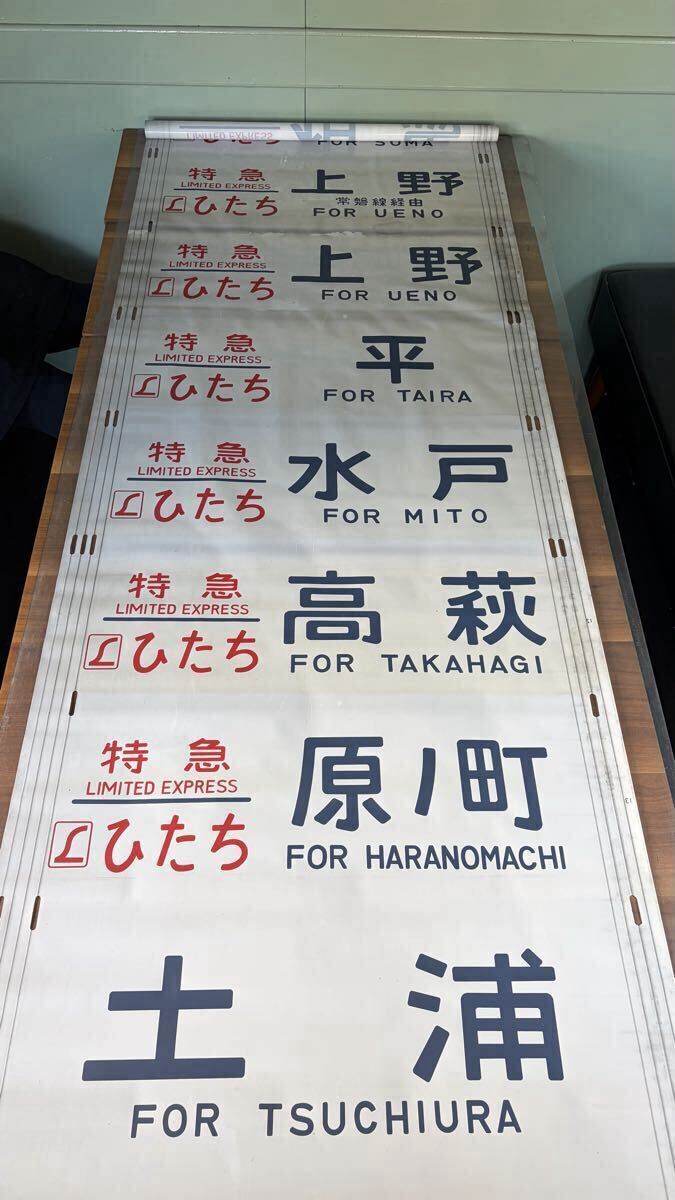 FOR SOMA
特急
LIMITED EXPRESS
ひたち
上野
常磐線経由
FOR UENO
特急
LIMITED EXPRESS
ひたち
上野
FOR UENO
特急
LIMITED EXPRESS
ひたち
平
FOR TAIRA
特急
LIMITED EXPRESS
ひたち
水戸
FOR MITO
特急
LIMITED EXPRESS
ひたち
高萩
FOR TAKAHAGI
特急
LIMITED EXPRESS
ひたち
原ノ町
FOR HARANOMACHI
土浦
FOR TSUCHIURA